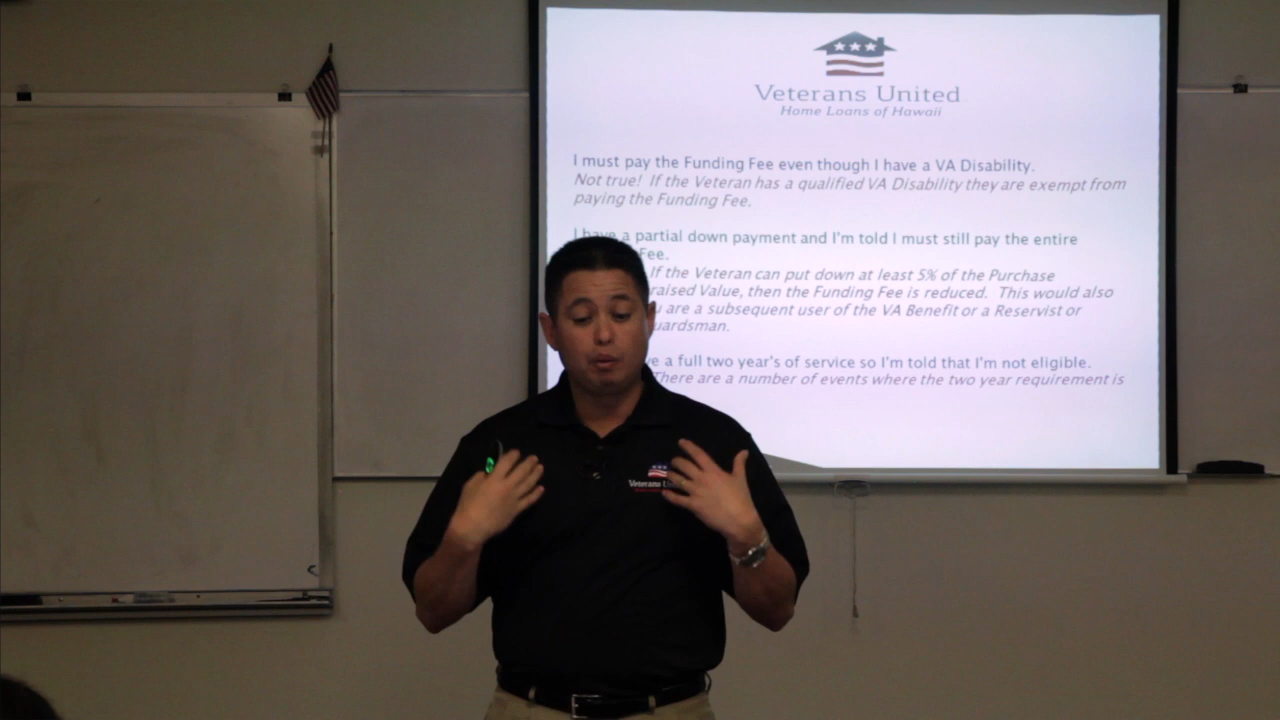 Veterans United
Home Loans of Hawaii
I must pay the Funding Fee even though I have a VA Disability.
Not true! If the Veteran has a qualified VA Disability they are exempt from
paying the Funding Fee.
I have a partial down payment and I'm told I must still pay the entire
Fee.
If the Veteran can put down at least 5% of the Purchase
raised Value, then the Funding Fee is reduced. This would also
u are a subsequent user of the VA Benefit or a Reservist or
uardsman.
ve a full two year's of service so I'm told that I'm not eligible.
There are a number of events where the two year requirement is
Veterans U